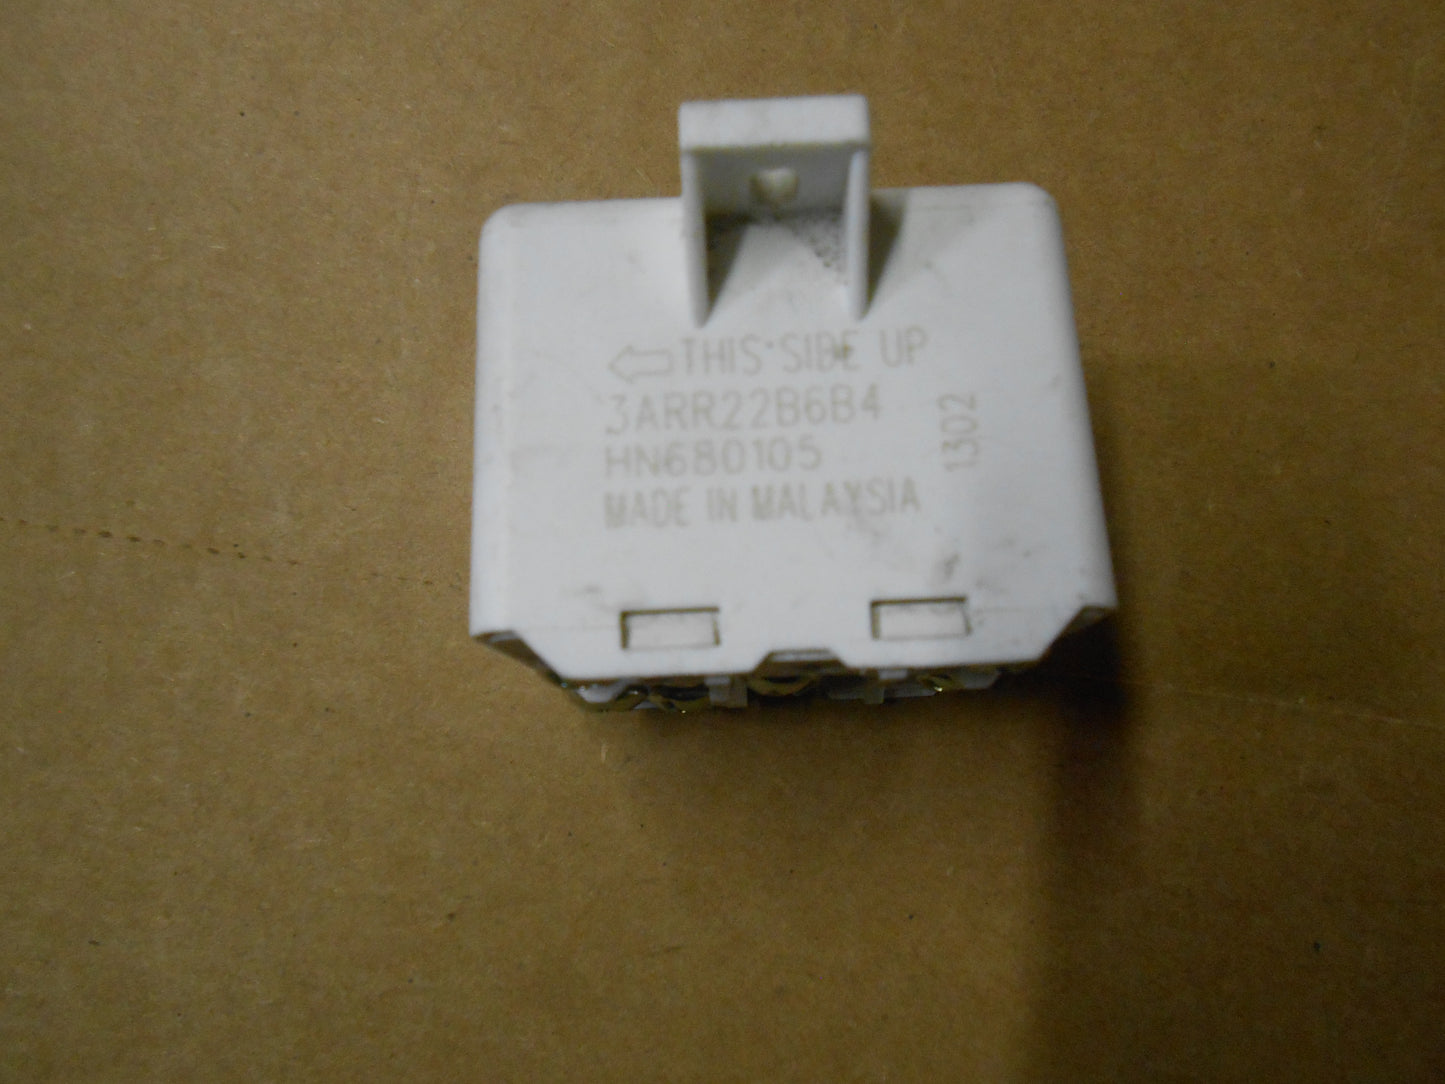 THIS SIDE UP
3ARR22B6B4
HN680105
MADE IN MALAYSIA
1302